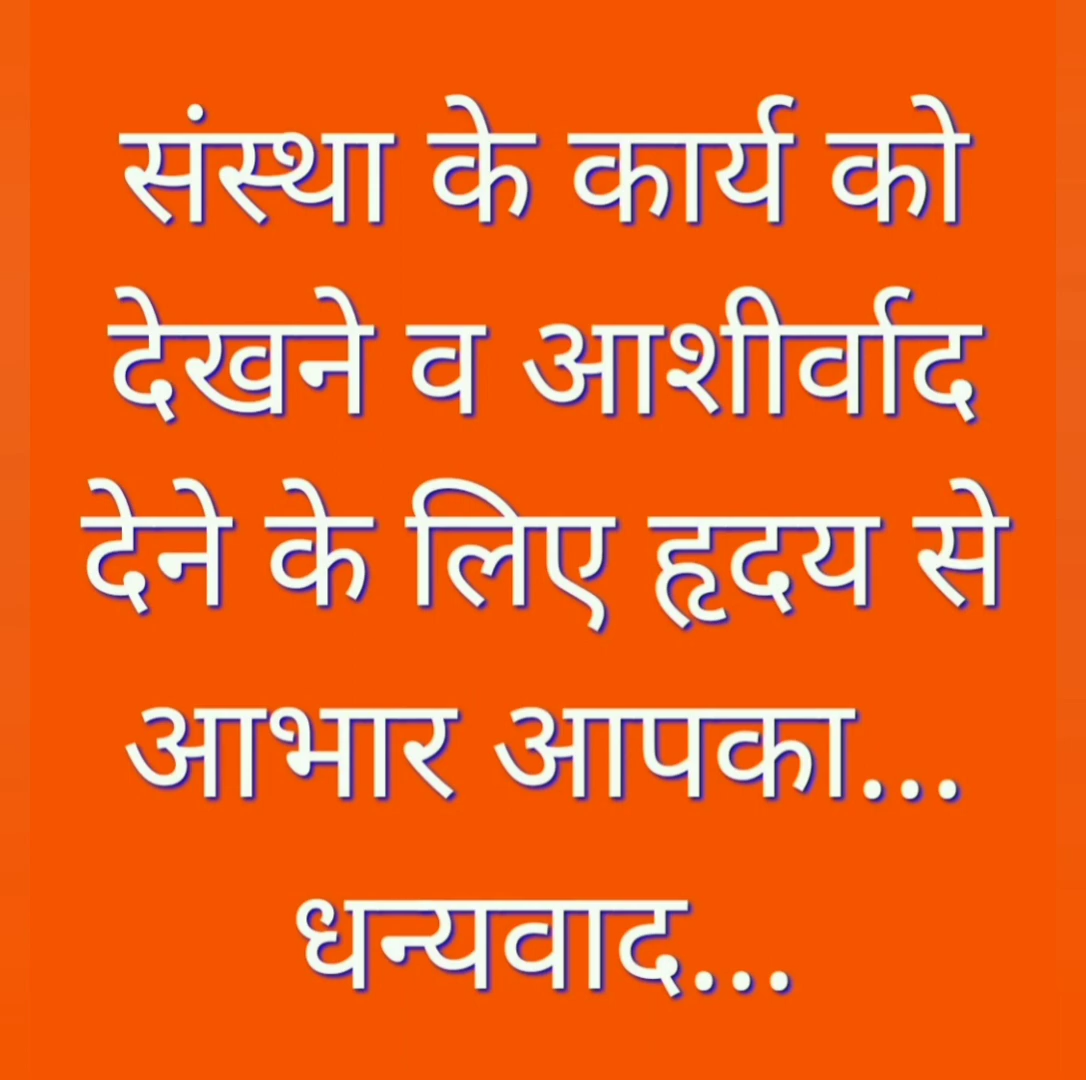 संस्था के कार्य को
देखने व आशीर्वाद
देने के लिए हृदय से
आभार आपका...
धन्यवाद...